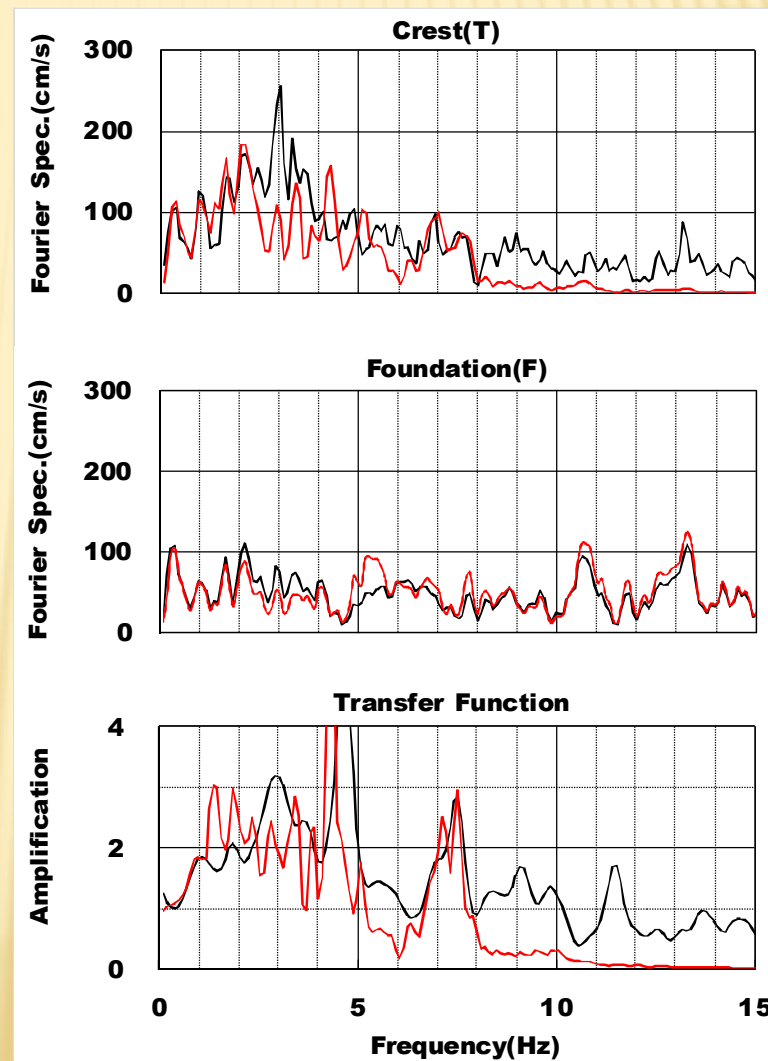 Crest(T)
Fourier Spec.(cm/s)
300
200
100
0
Foundation(F)
Fourier Spec.(cm/s)
300
200
100
0
Transfer Function
Amplification
4
2
0
0 5 10 15
Frequency(Hz)